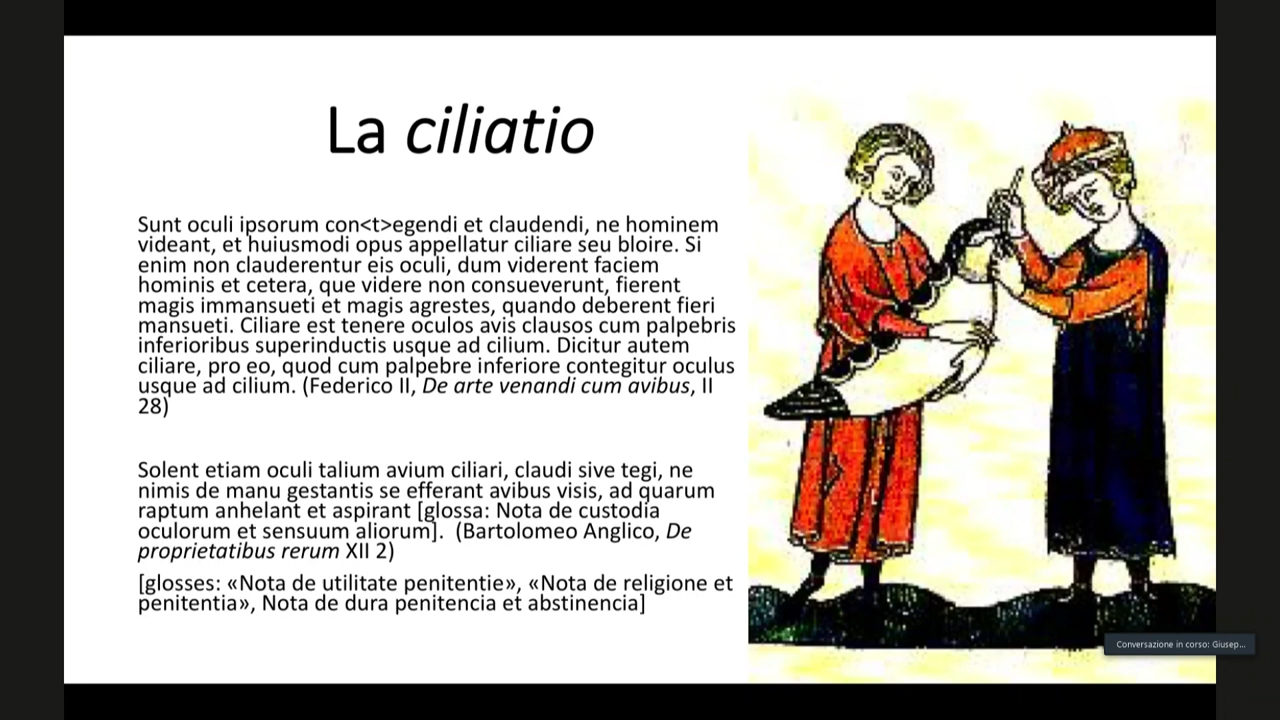 La ciliatio
Sunt oculi ipsorum con<t>egendi et claudendi, ne hominem
videant, et huiusmodi opus appellatur ciliare seu bloire. Si
enim non clauderentur eis oculi, dum viderent faciem
hominis et cetera, que videre non consueverunt, fierent
magis immansueti et magis agrestes, quando deberent fieri
mansueti. Ciliare est tenere oculos avis clausos cum palpebris
inferioribus superinductis usque ad cilium. Dicitur autem
ciliare, pro eo, quod cum palpebre inferiore contegitur oculus
usque ad cilium. (Federico II, De arte venandi cum avibus, II
28)
Solent etiam oculi talium avium ciliari, claudi sive tegi, ne
nimis de manu gestantis se efferant avibus visis, ad quarum
raptum anhelant et aspirant [glossa: Nota de custodia
oculorum et sensuum aliorum].  (Bartolomeo Anglico, De
proprietatibus rerum XII 2)
[glosses: «Nota de utilitate penitentie», «Nota de religione et
penitentia», Nota de dura penitencia et abstinencia]
Conversazione in corso: Giusep...